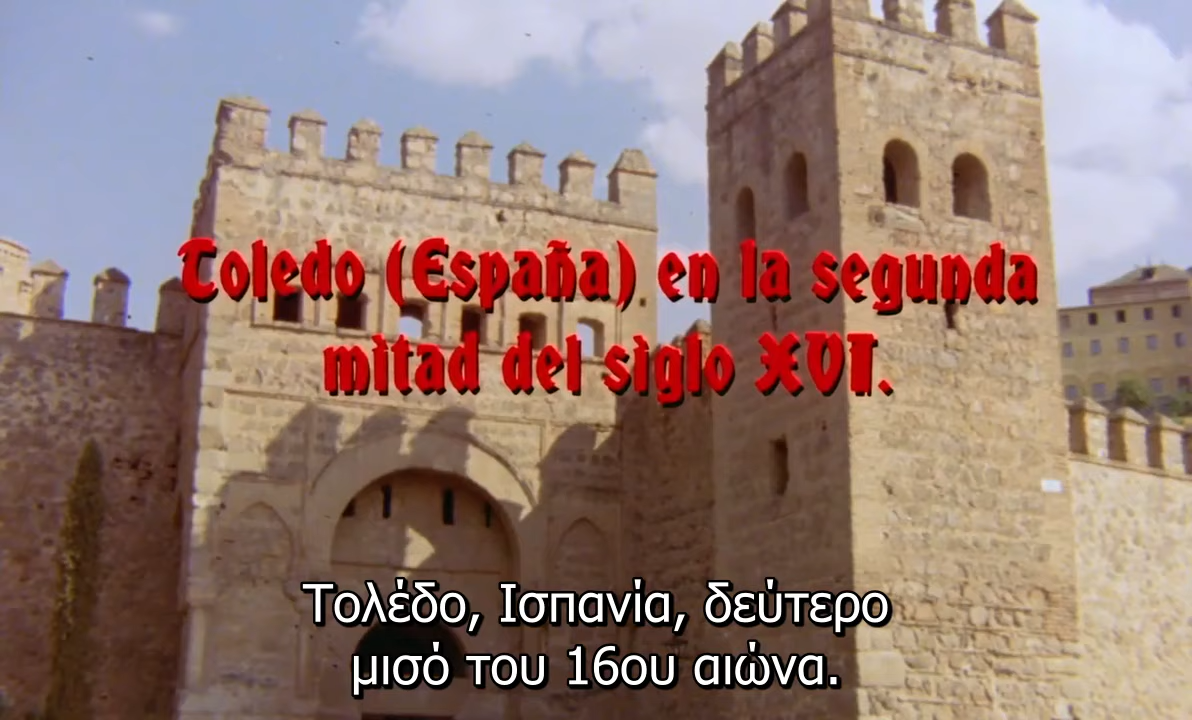 Toledo (España) en la segunda
mitad del siglo XVI.
Τολέδο, Ισπανία, δεύτερο
μισό του 16ου αιώνα.